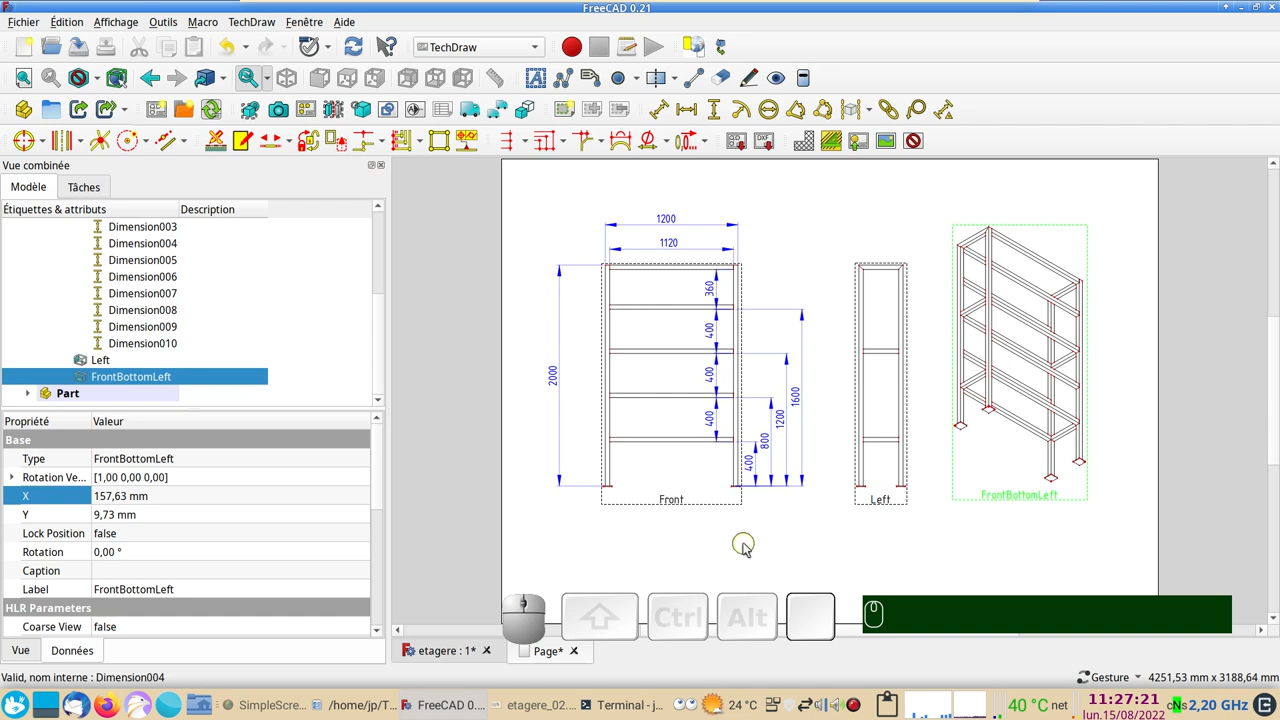 FreeCAD 0.21
Fichier Édition Affichage Outils Macro TechDraw Fenêtre Aide
TechDraw
Vue combinée
Modèle Tâches
Étiquettes & attributs Description
Dimension003
Dimension004
Dimension005
Dimension006
Dimension007
Dimension008
Dimension009
Dimension010
Left
FrontBottomLeft
Part
Propriété Valeur
Base
Type FrontBottomLeft
Rotation Ve... [1,00 0,00 0,00]
X 157,63 mm
Y 9,73 mm
Lock Position false
Rotation 0,00 °
Caption
Label FrontBottomLeft
HLR Parameters
Coarse View false
Vue Données
1200
1120
2000
360
400
400
400
400
800
1200
1600
Front
Left
FrontBottomLeft
Ctrl Alt
etagere : 1* Page*
Valid, nom interne : Dimension004 Gesture 4251,53 mm x 3188,64 mm
SimpleScre... /home/jp/T... FreeCAD 0.... etagere_02.... Terminal - j... 24 °C 40 °C net 11:27:21 lun.15/08/2022 2,20 GHz